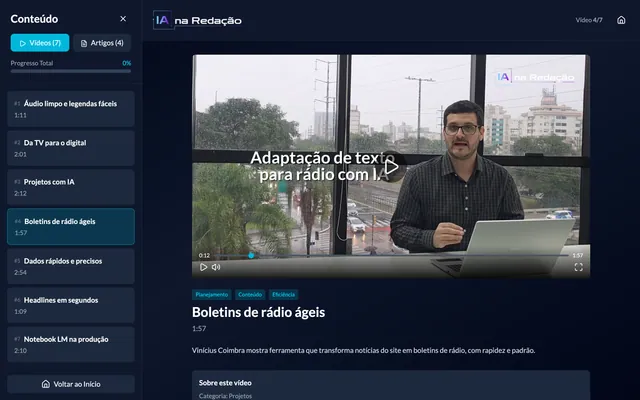 Conteúdo
Vídeos (7)
Artigos (4)
Progresso Total
0%
#1 Áudio limpo e legendas fáceis
1:11
#2 Da TV para o digital
2:01
#3 Projetos com IA
2:12
#4 Boletins de rádio ágeis
1:57
#5 Dados rápidos e precisos
2:54
#6 Headlines em segundos
1:09
#7 Notebook LM na produção
2:10
Voltar ao Início
IA na Redação
Vídeo 4/7
IA na Redação
Adaptação de texto
para rádio com IA
0:12
1:57
Planejamento
Conteúdo
Eficiência
Boletins de rádio ágeis
1:57
Vinícius Coimbra mostra ferramenta que transforma notícias do site em boletins de rádio, com rapidez e padrão.
Sobre este vídeo
Categoria: Projetos